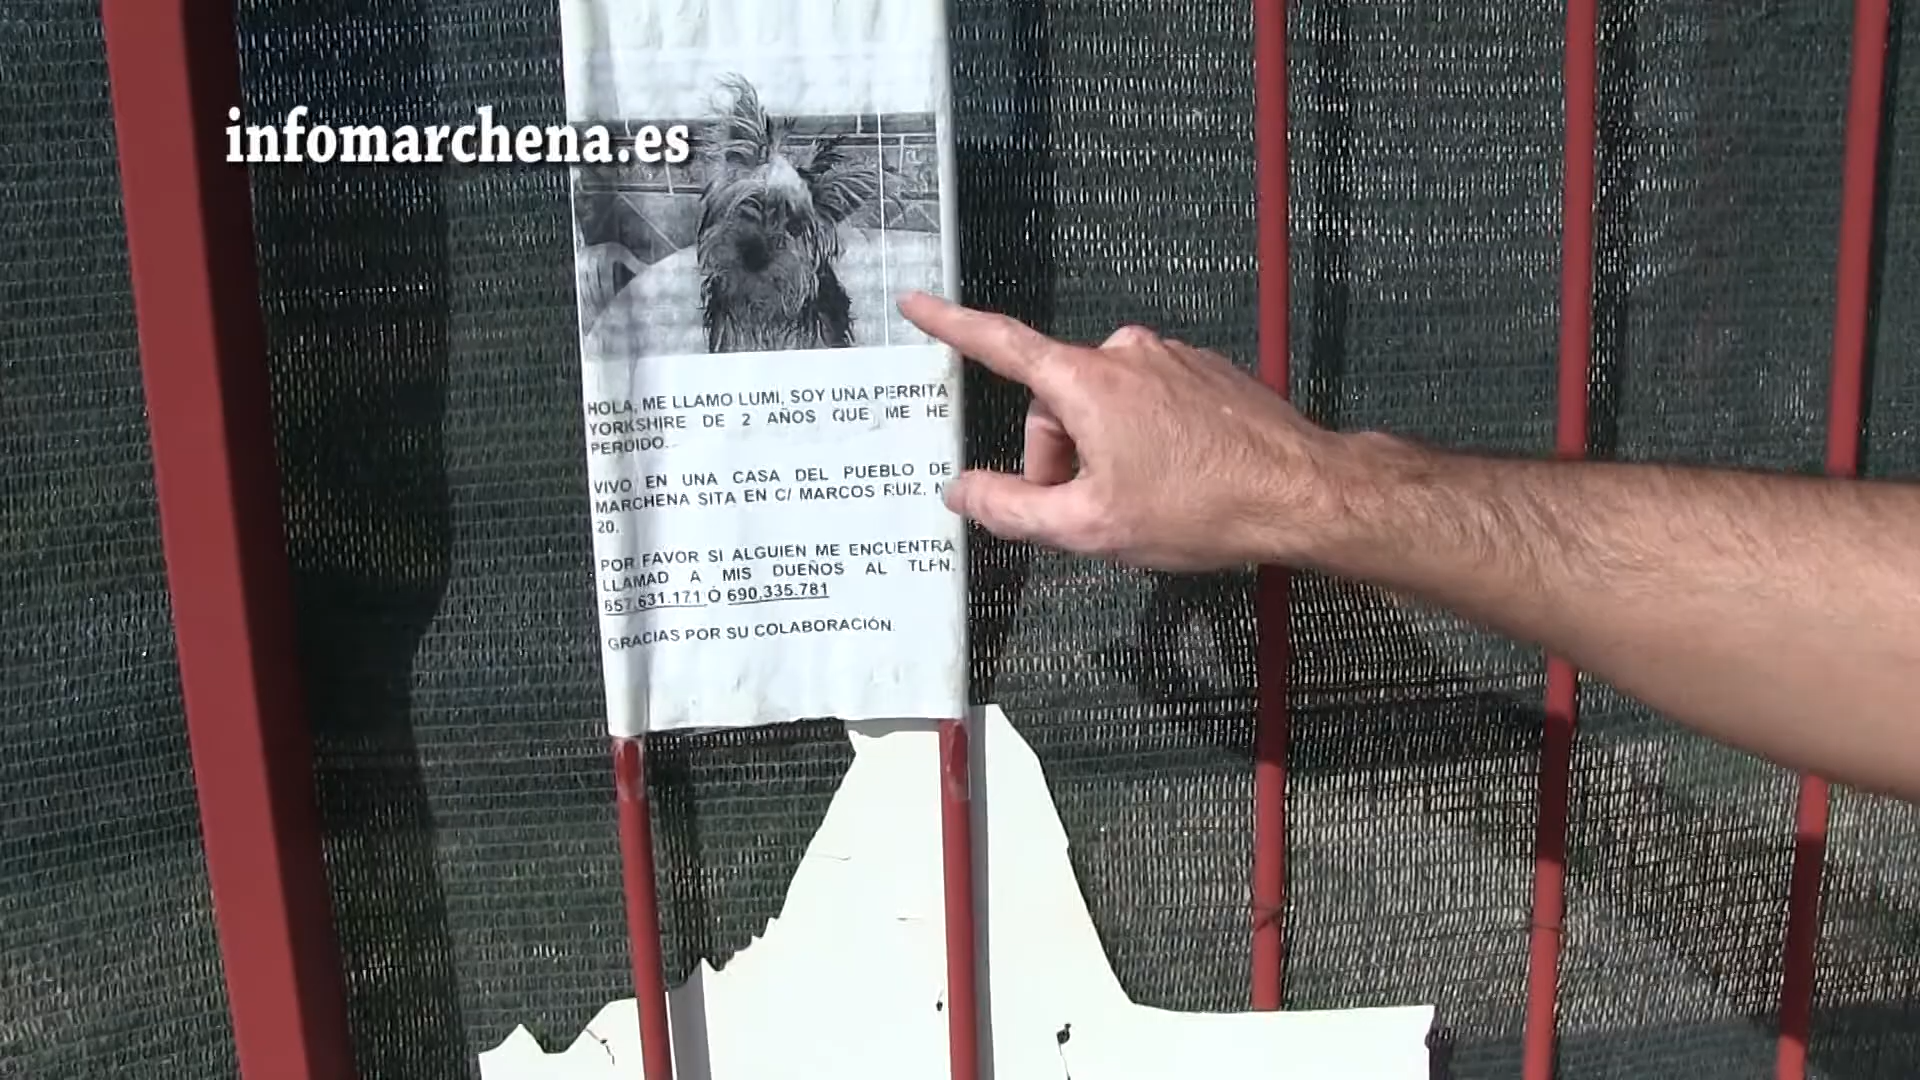 infomarchena.es
HOLA, ME LLAMO LUMI, SOY UNA PERRITA
YORKSHIRE DE 2 AÑOS QUE ME HE
PERDIDO...
VIVO EN UNA CASA DEL PUEBLO DE
MARCHENA SITA EN C/ MARCOS RUIZ,
20.
POR FAVOR SI ALGUIEN ME ENCUENTRA
LLAMAD A MIS DUEÑOS AL TLFN.
657.631.171 O 690.335.781
GRACIAS POR SU COLABORACIÓN.